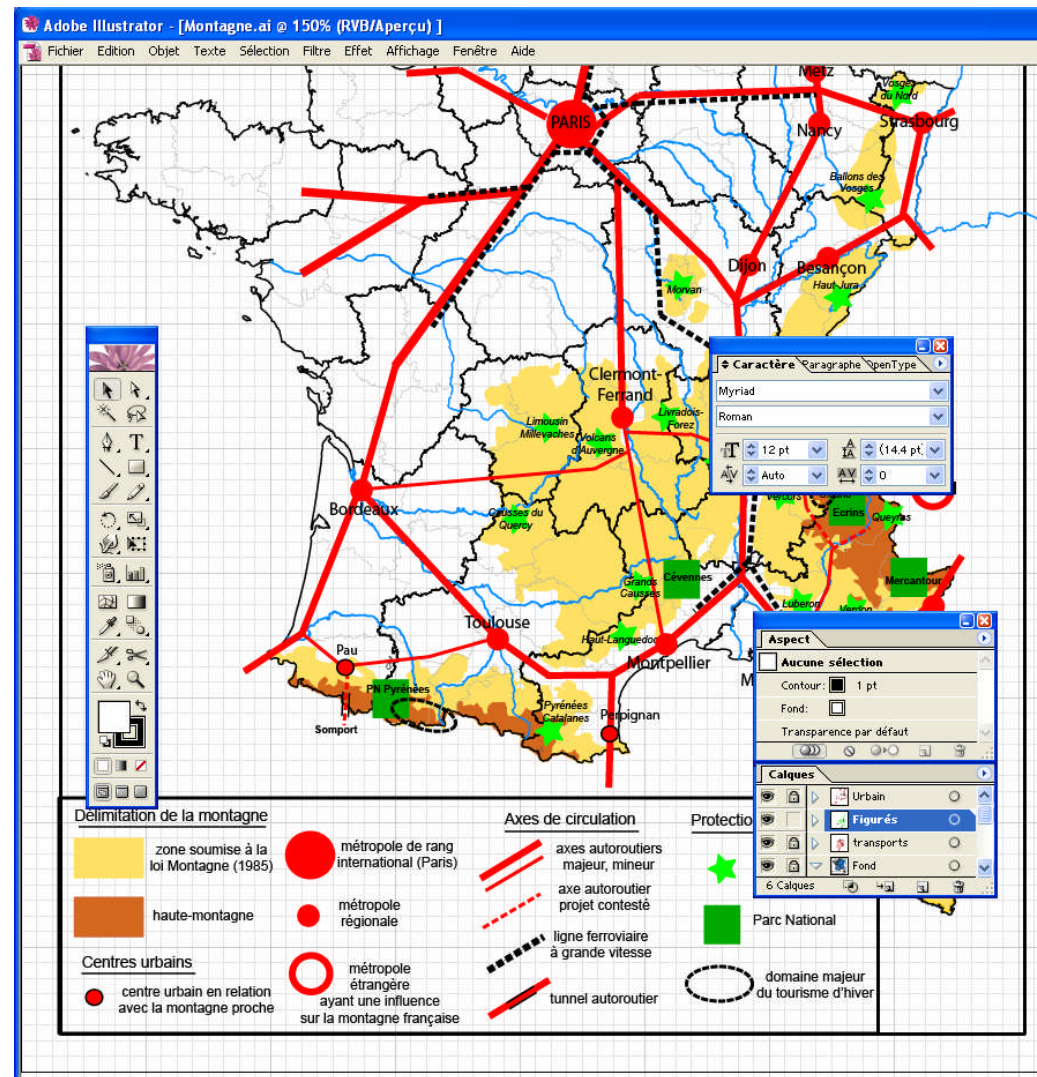 Adobe Illustrator - [Montagne.ai @ 150% (RVB/Aperçu) ]
Fichier Edition Objet Texte Sélection Filtre Effet Affichage Fenêtre Aide
Metz
Vosges
du Nord
PARIS
Nancy
Strasbourg
Ballons des
Vosges
Dijon
Besançon
Haut-Jura
Morvan
Clermont-
Ferrand
Limousin
Millevaches
Volcans
d'Auvergne
Livradois-
Forez
Caractère Paragraphe OpenType
Myriad
Roman
12 pt
(14.4 pt)
Auto
0
Bordeaux
Causses du
Quercy
Vercors
Ecrins
Queyras
Cévennes
Grands
Causses
Mercantour
Luberon
Verdon
Haut-Languedoc
Toulouse
Montpellier
M
Pau
PN Pyrénées
Somport
Pyrénées
Catalanes
Perpignan
Aspect
Aucune sélection
Contour: 1 pt
Fond:
Transparence par défaut
Calques
Urbain
Figurés
transports
Fond
6 Calques
Délimitation de la montagne
zone soumise à la
loi Montagne (1985)
haute-montagne
Centres urbains
centre urbain en relation
avec la montagne proche
métropole de rang
international (Paris)
métropole
régionale
métropole
étrangère
ayant une influence
sur la montagne française
Axes de circulation
axes autoroutiers
majeur, mineur
axe autoroutier
projet contesté
ligne ferroviaire
à grande vitesse
tunnel autoroutier
Protectio
Parc National
domaine majeur
du tourisme d'hiver